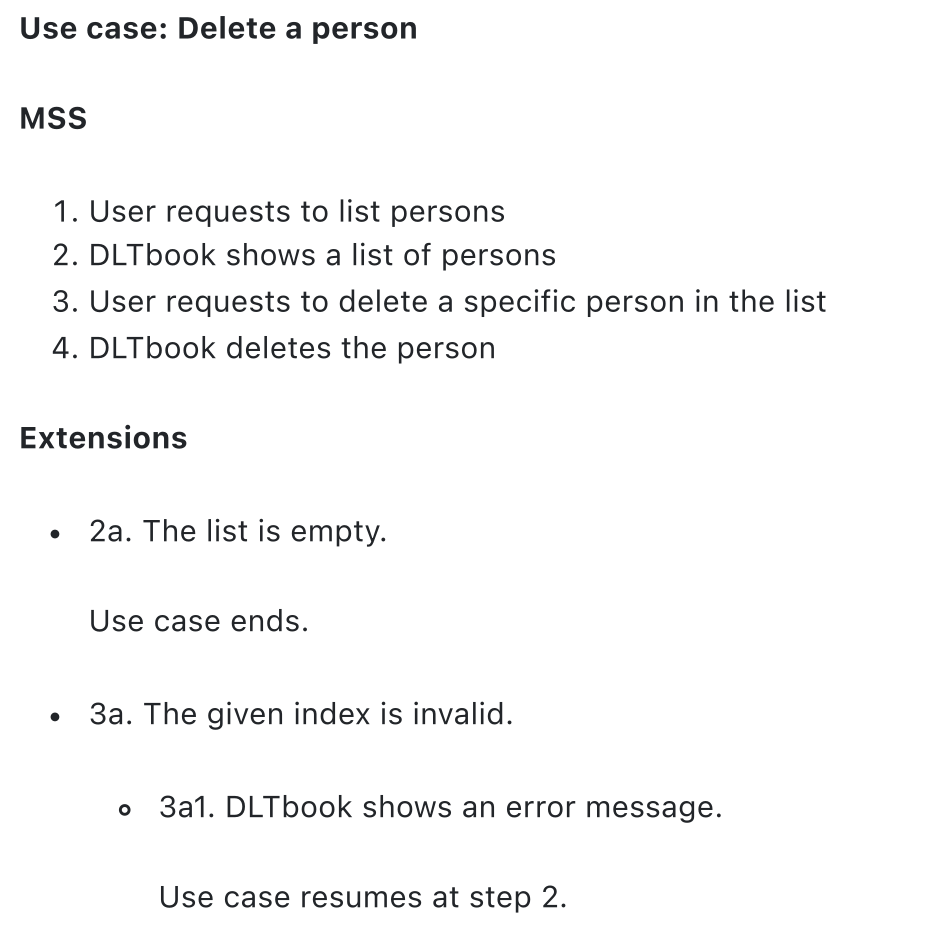 Use case: Delete a person
MSS
1. User requests to list persons
2. DLTbook shows a list of persons
3. User requests to delete a specific person in the list
4. DLTbook deletes the person
Extensions
• 2a. The list is empty.
Use case ends.
• 3a. The given index is invalid.
◦ 3a1. DLTbook shows an error message.
Use case resumes at step 2.